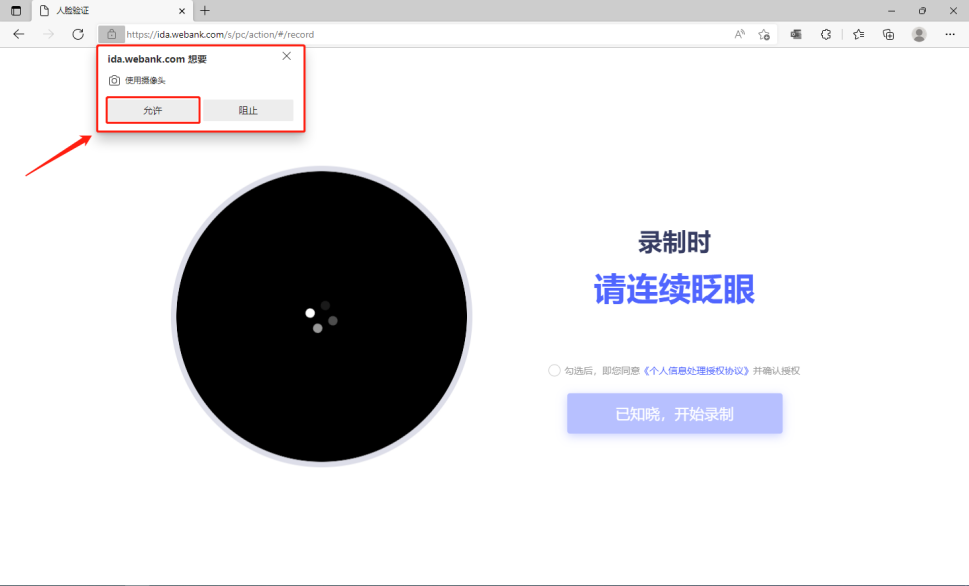 人脸验证
https://ida.webank.com/s/pc/action/#/record
ida.webank.com 想要
使用摄像头
允许
阻止
录制时
请连续眨眼
勾选后，即您同意《个人信息处理授权协议》并确认授权
已知晓，开始录制